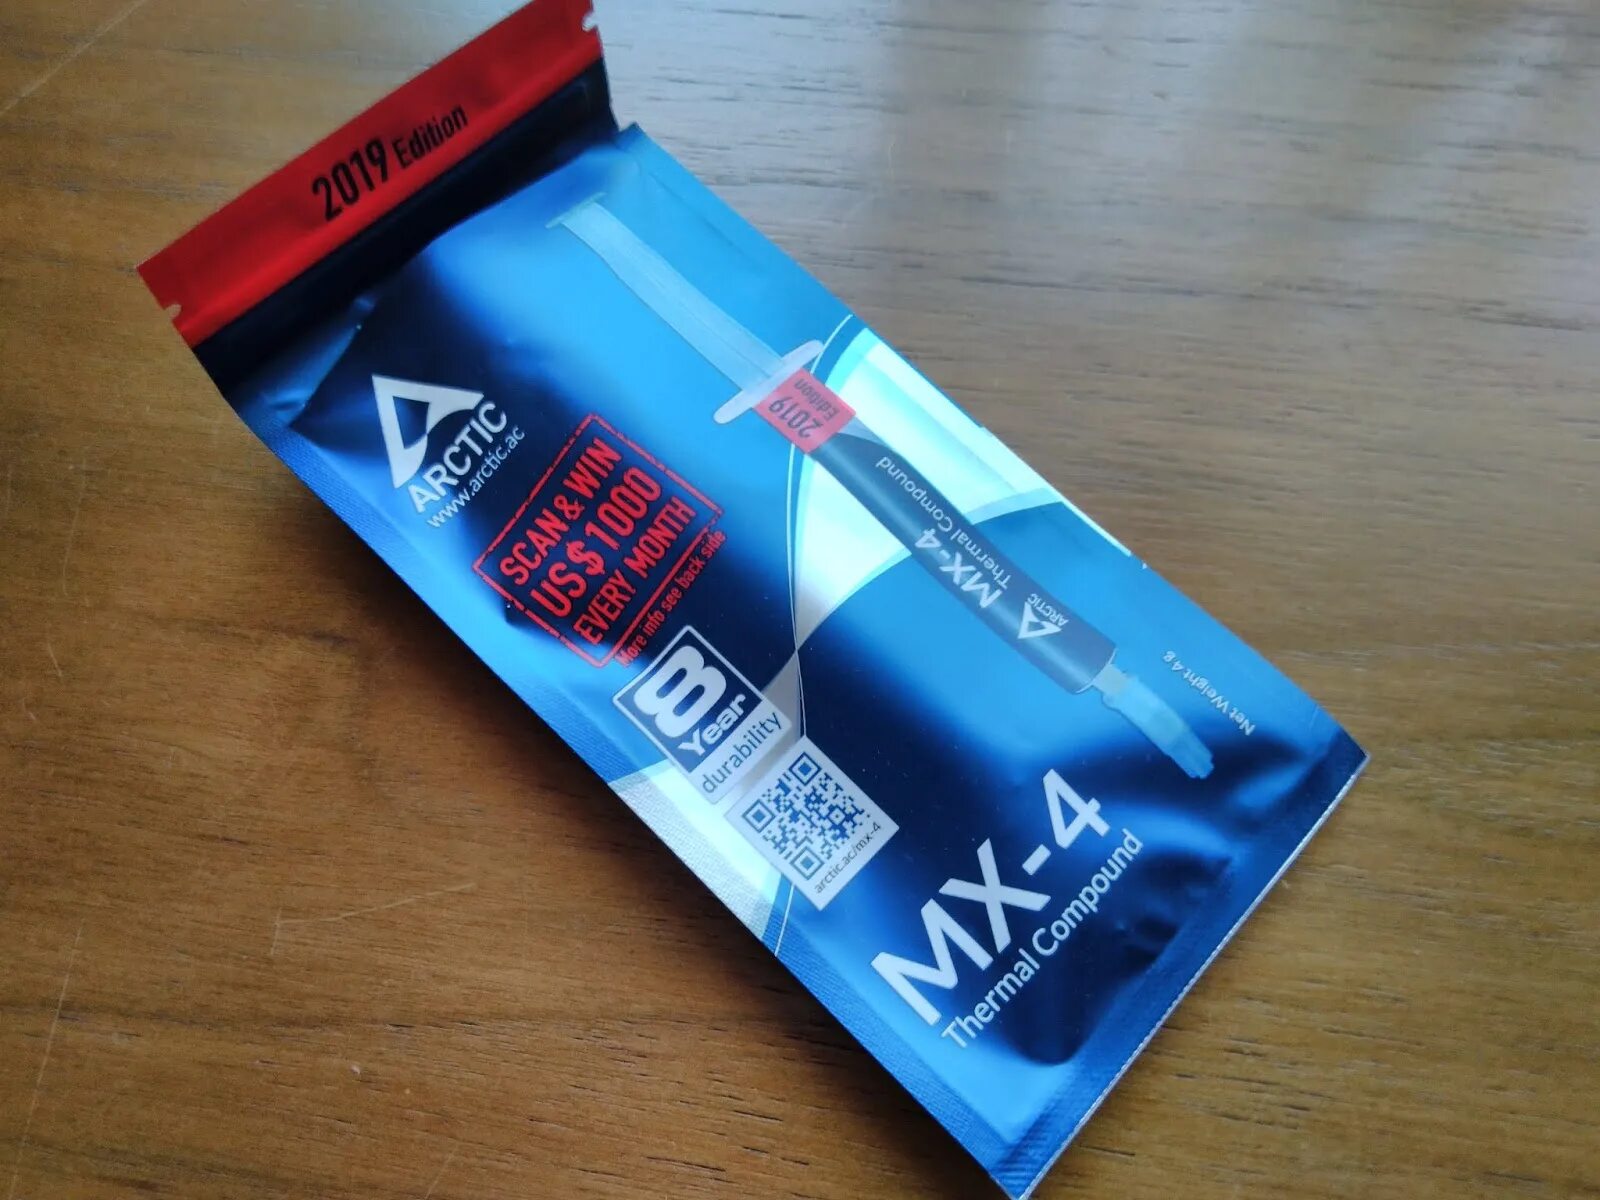 2019 Edition
ARCTIC
www.arctic.ac
SCAN & WIN
US$ 1000
EVERY MONTH
More info see back side
8
Year
durability
arctic.ac/mx-4
2019
Edition
MX-4
Thermal Compound
ARCTIC
Net Weight 4 g
MX-4
Thermal Compound